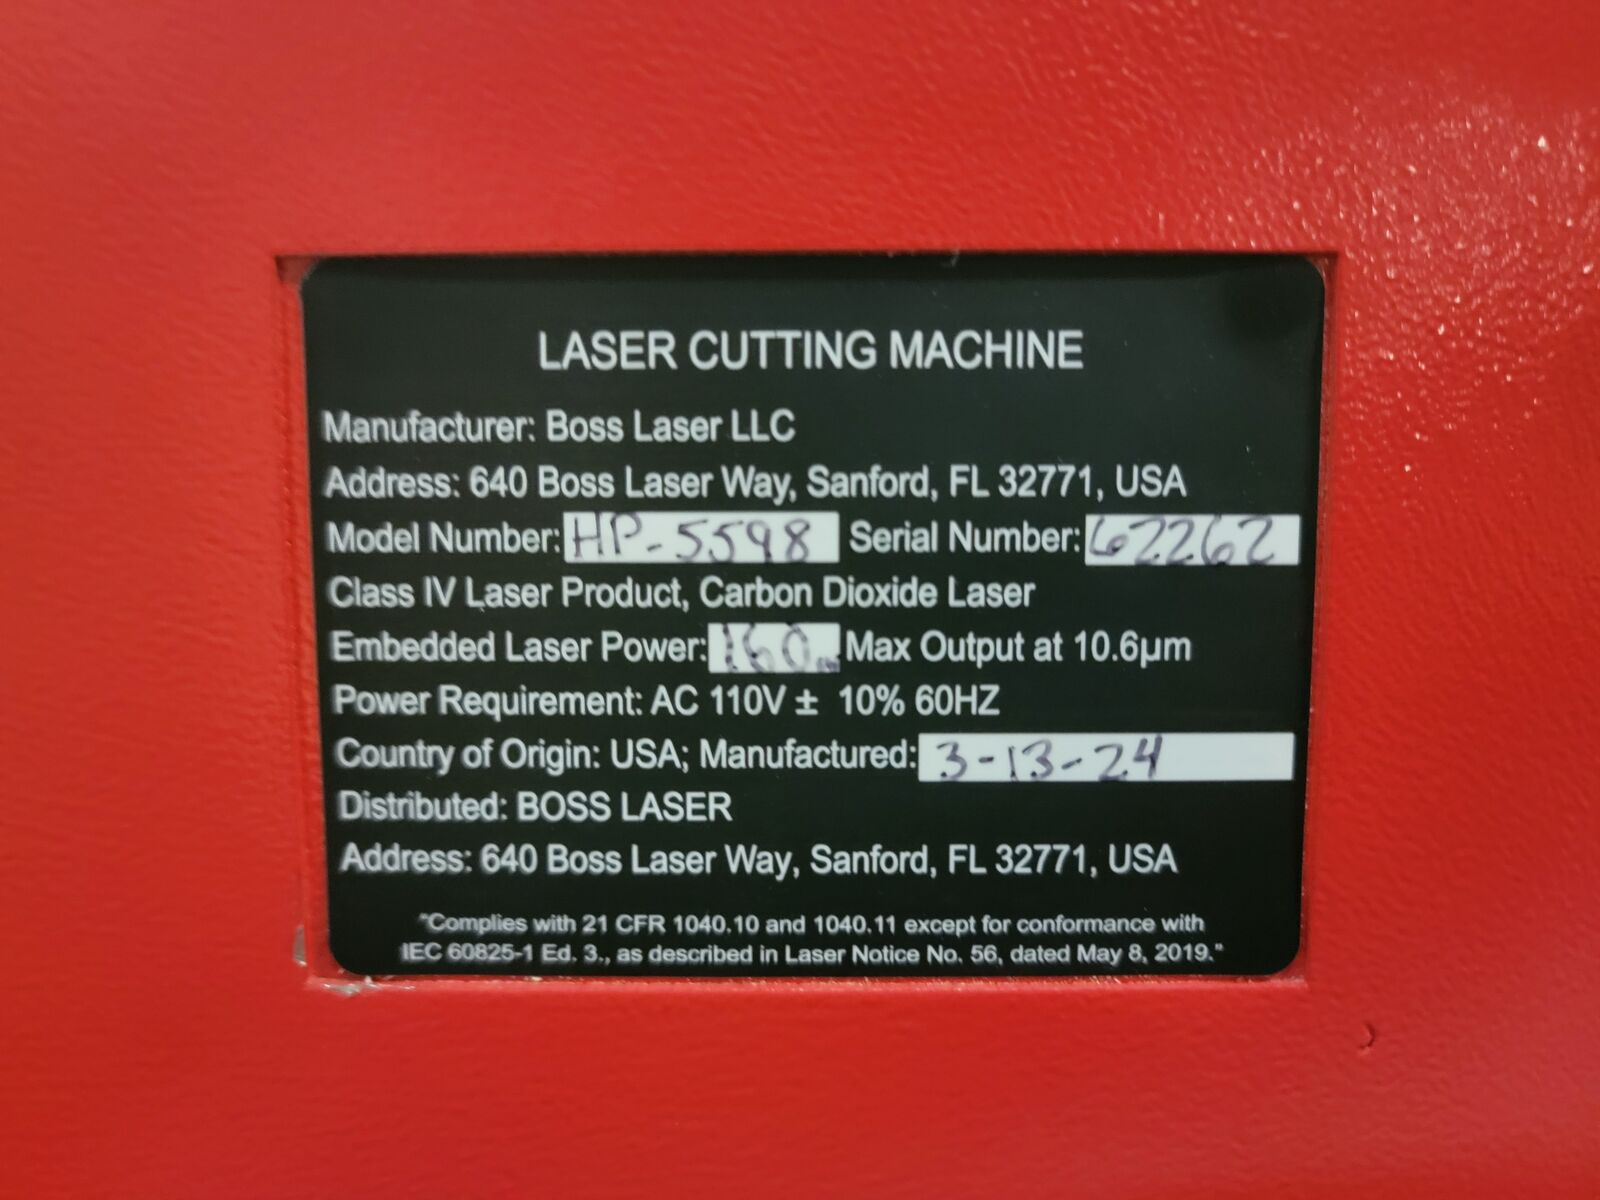 LASER CUTTING MACHINE
Manufacturer: Boss Laser LLC
Address: 640 Boss Laser Way, Sanford, FL 32771, USA
Model Number: HP-5598 Serial Number: 62262
Class IV Laser Product, Carbon Dioxide Laser
Embedded Laser Power: 160 Max Output at 10.6µm
Power Requirement: AC 110V ± 10% 60HZ
Country of Origin: USA; Manufactured: 3-13-24
Distributed: BOSS LASER
Address: 640 Boss Laser Way, Sanford, FL 32771, USA
"Complies with 21 CFR 1040.10 and 1040.11 except for conformance with
IEC 60825-1 Ed. 3., as described in Laser Notice No. 56, dated May 8, 2019."